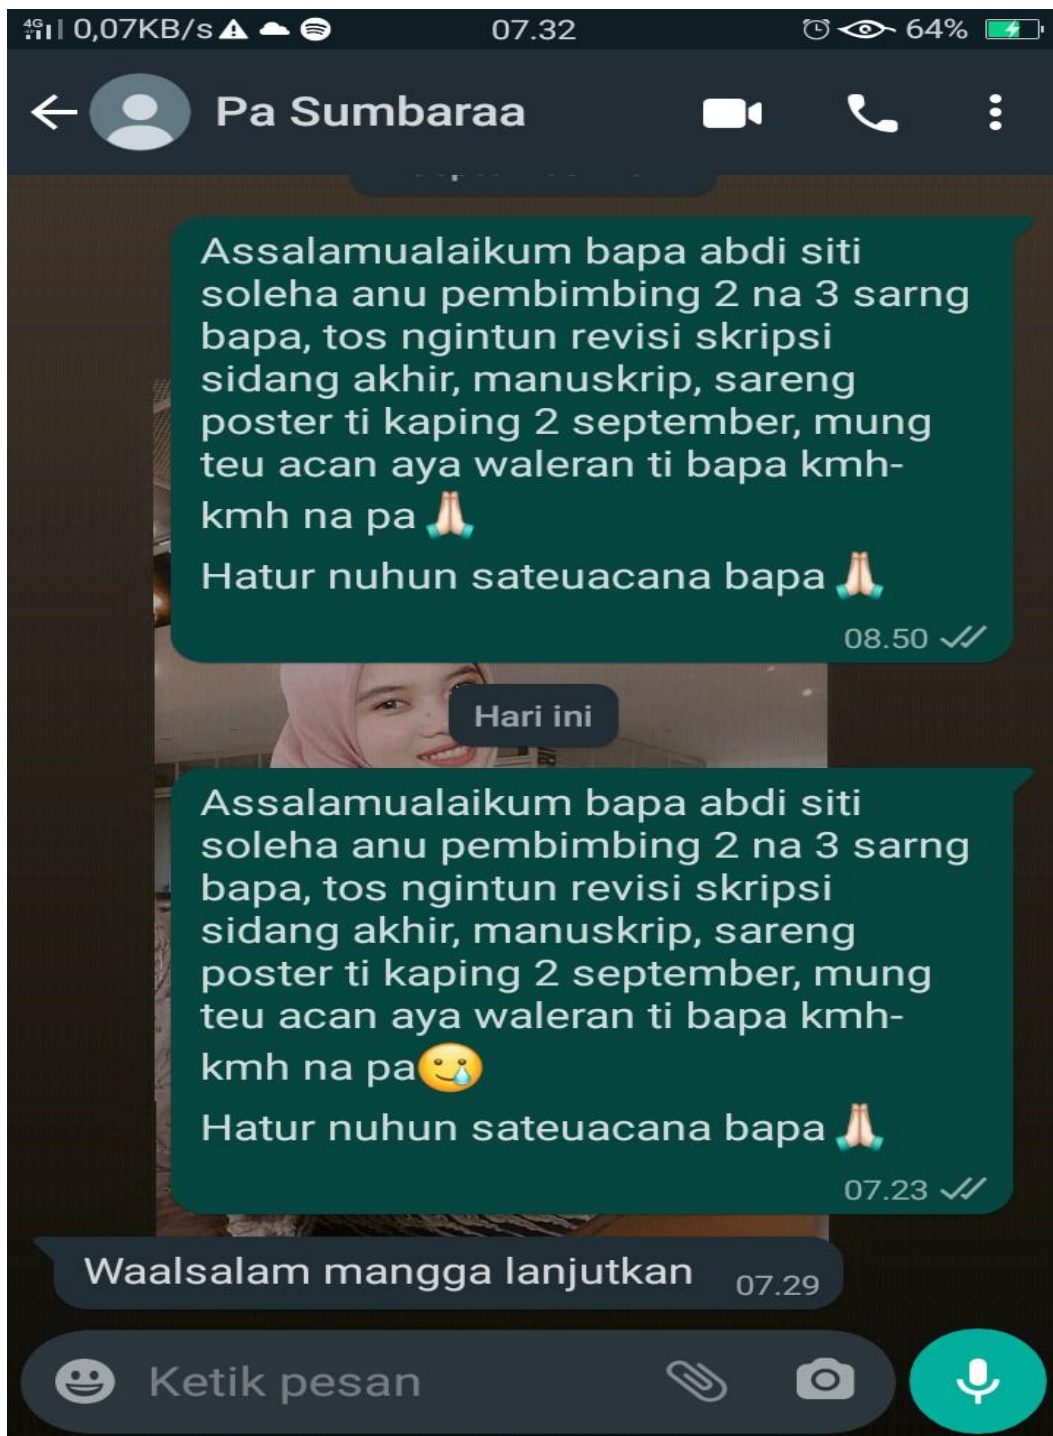 4G 0,07KB/s 07.32 64%
Pa Sumbaraa
Assalamualaikum bapa abdi siti
soleha anu pembimbing 2 na 3 sarng
bapa, tos ngintun revisi skripsi
sidang akhir, manuskrip, sareng
poster ti kaping 2 september, mung
teu acan aya waleran ti bapa kmh-
kmh na pa🙏🏻
Hatur nuhun sateuacana bapa🙏🏻
08.50
Hari ini
Assalamualaikum bapa abdi siti
soleha anu pembimbing 2 na 3 sarng
bapa, tos ngintun revisi skripsi
sidang akhir, manuskrip, sareng
poster ti kaping 2 september, mung
teu acan aya waleran ti bapa kmh-
kmh na pa🥲
Hatur nuhun sateuacana bapa🙏🏻
07.23
Waalsalam mangga lanjutkan 07.29
Ketik pesan